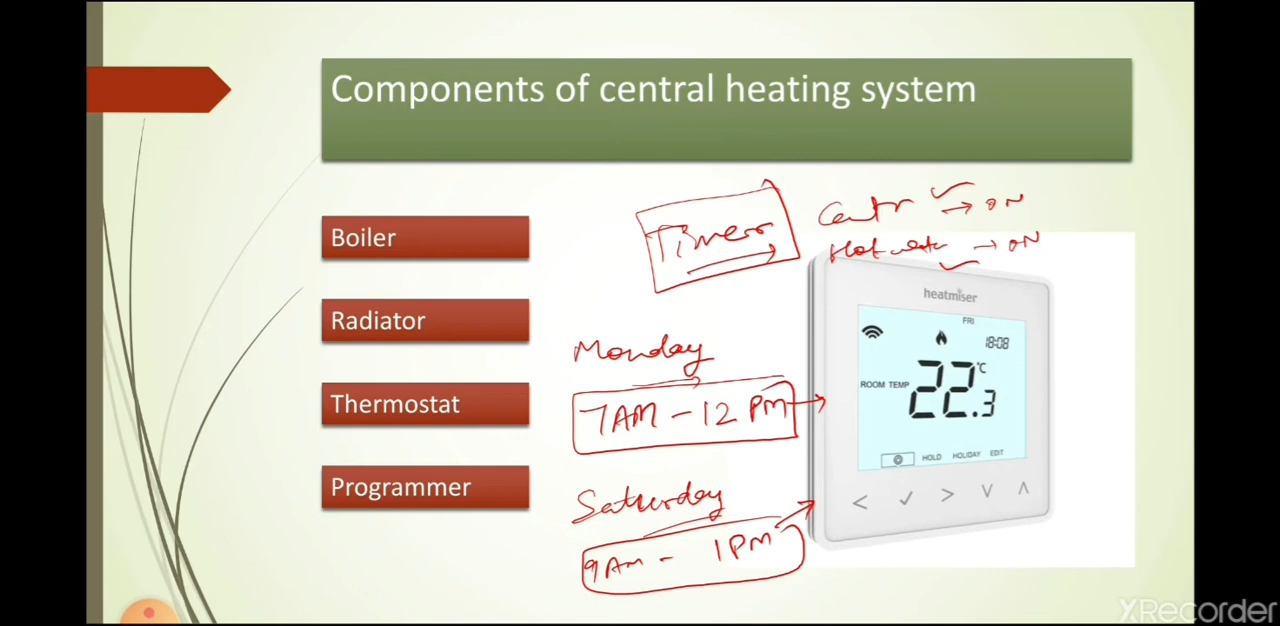 Components of central heating system
Boiler
Radiator
Thermostat
Programmer
Timer
Centr → ON
Hot water → ON
Monday
7AM - 12 PM
Saturday
9AM - 1PM
heatmiser
FRI
18:08
ROOM TEMP 22.3 °C
HOLD HOLIDAY EDIT
XRecorder